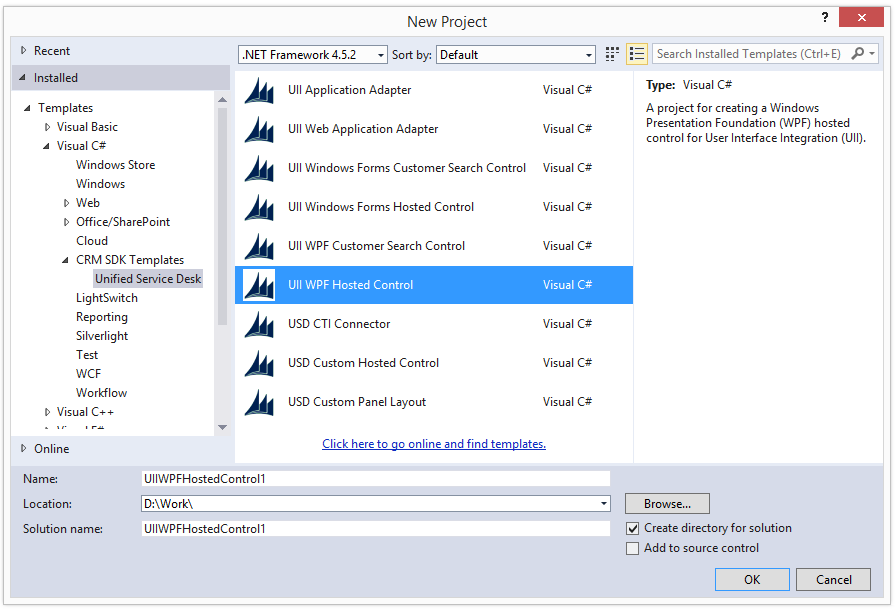 New Project
?
Recent
Installed
Templates
Visual Basic
Visual C#
Windows Store
Windows
Web
Office/SharePoint
Cloud
CRM SDK Templates
Unified Service Desk
LightSwitch
Reporting
Silverlight
Test
WCF
Workflow
Visual C++
Online
.NET Framework 4.5.2
Sort by: Default
Search Installed Templates (Ctrl+E)
UII Application Adapter Visual C#
UII Web Application Adapter Visual C#
UII Windows Forms Customer Search Control Visual C#
UII Windows Forms Hosted Control Visual C#
UII WPF Customer Search Control Visual C#
UII WPF Hosted Control Visual C#
USD CTI Connector Visual C#
USD Custom Hosted Control Visual C#
USD Custom Panel Layout Visual C#
Click here to go online and find templates.
Type: Visual C#
A project for creating a Windows
Presentation Foundation (WPF) hosted
control for User Interface Integration (UII).
Name: UIIWPFHostedControl1
Location: D:\Work\
Browse...
Solution name: UIIWPFHostedControl1
Create directory for solution
Add to source control
OK
Cancel